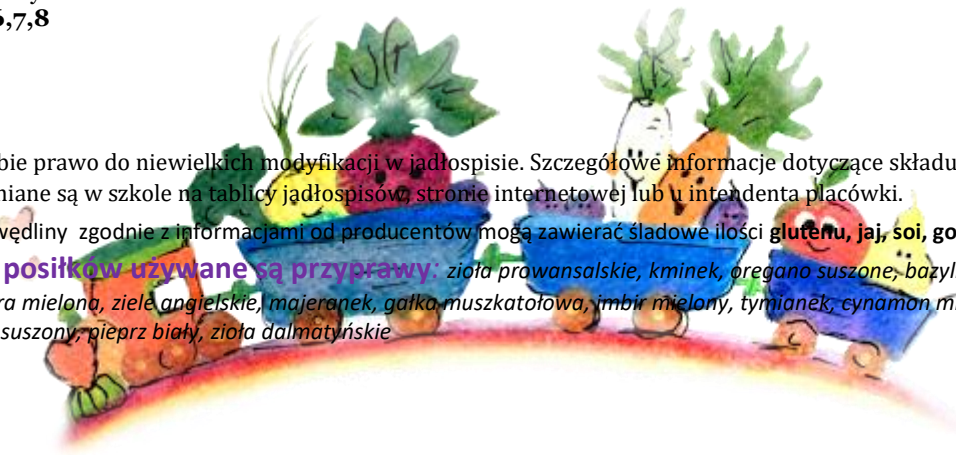 6,7,8
bie prawo do niewielkich modyfikacji w jadłospisie. Szczegółowe informacje dotyczące składu
miane są w szkole na tablicy jadłospisów, stronie internetowej lub u intendenta placówki.
wędliny zgodnie z informacjami od producentów mogą zawierać śladowe ilości glutenu, jaj, soi, go
posiłków używane są przyprawy: zioła prowansalskie, kminek, oregano suszone, bazyl
ra mielona, ziele angielskie, majeranek, gałka muszkatołowa, imbir mielony, tymianek, cynamon m
suszony, pieprz biały, zioła dalmatyńskie